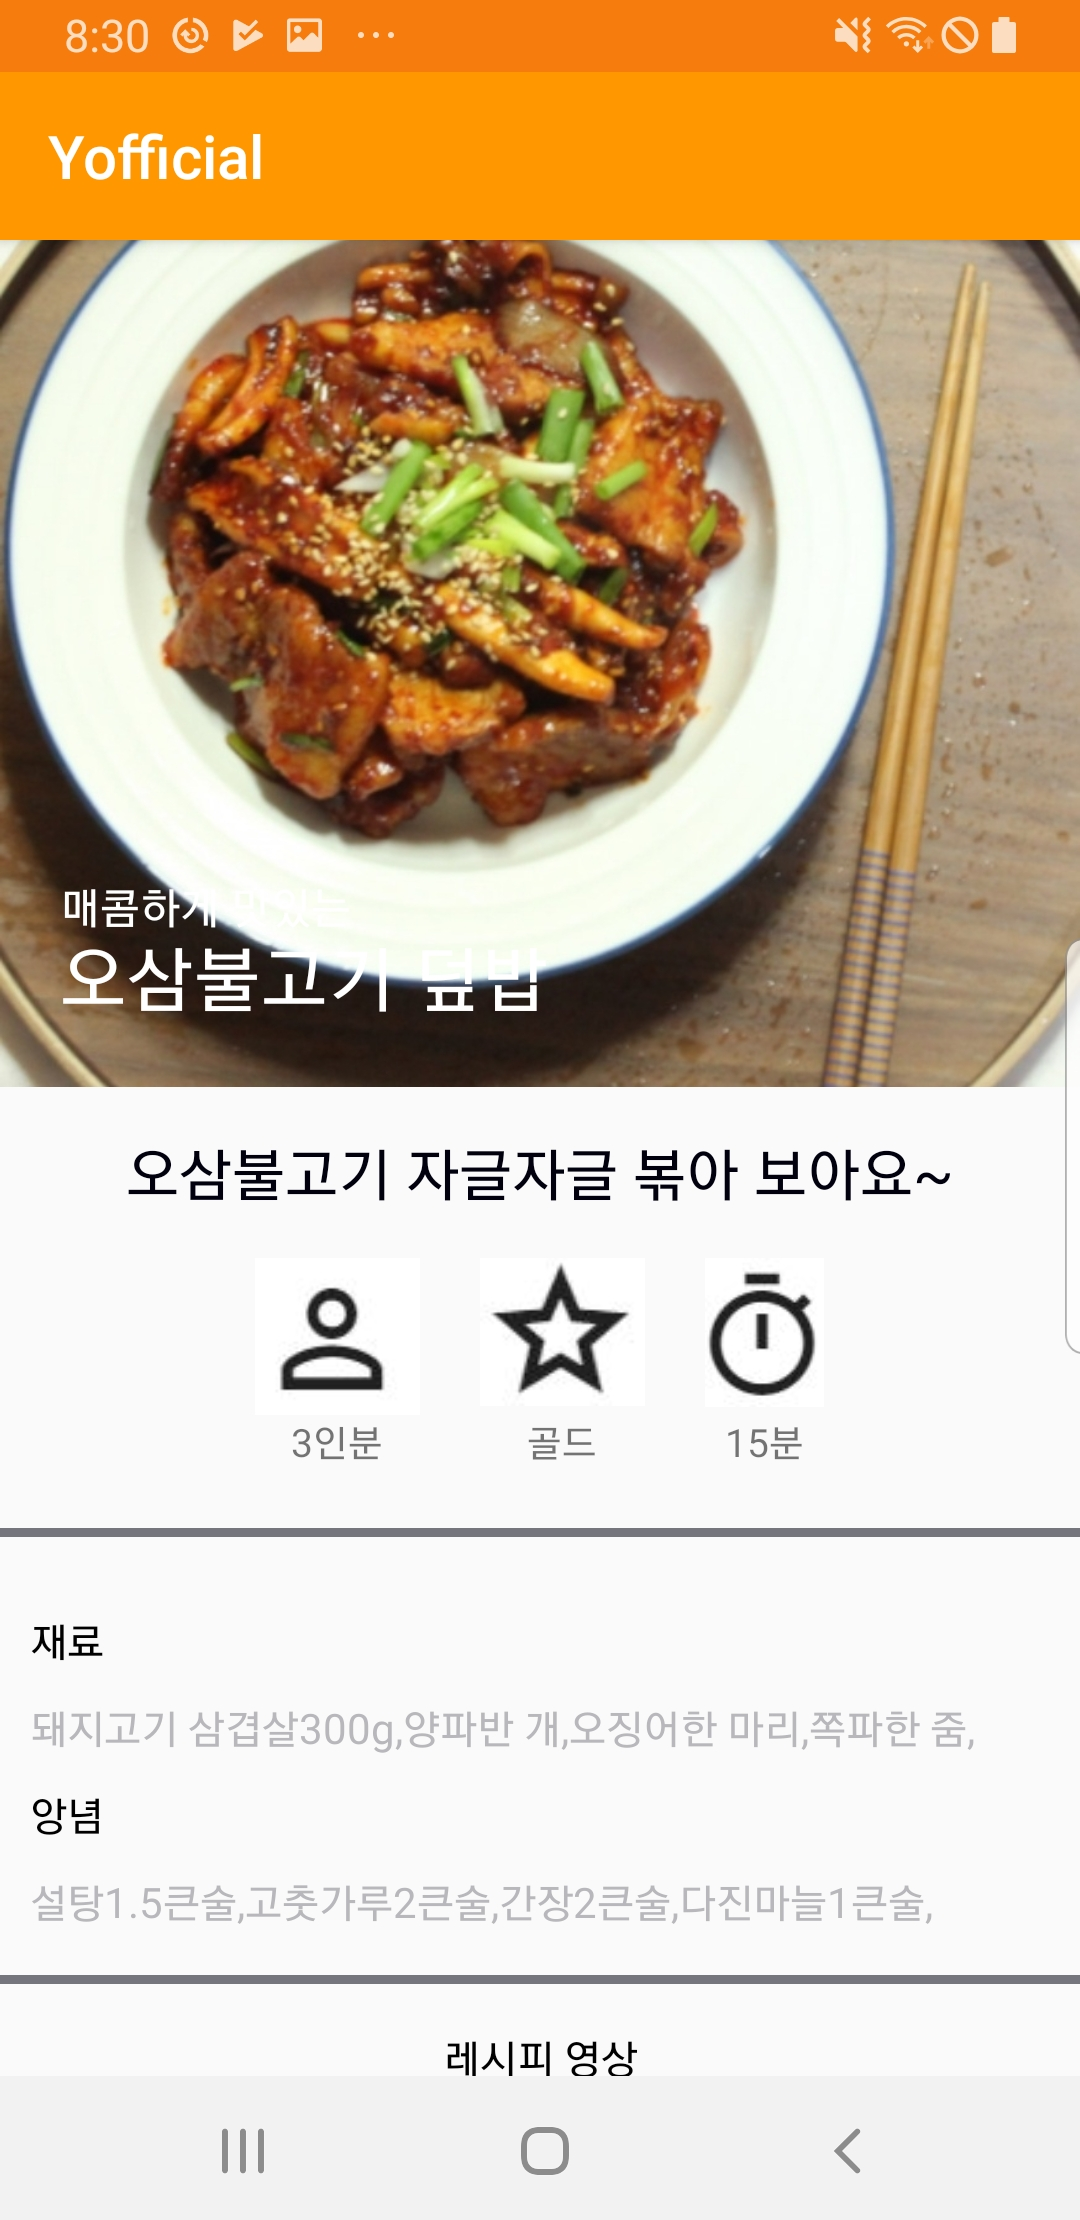 8:30
Yofficial
매콤하게 맛있는
오삼불고기 덮밥
오삼불고기 자글자글 볶아 보아요~
3인분
골드
15분
재료
돼지고기 삼겹살300g,양파반 개,오징어한 마리,쪽파한 줌,
앙념
설탕1.5큰술,고춧가루2큰술,간장2큰술,다진마늘1큰술,
레시피 영상